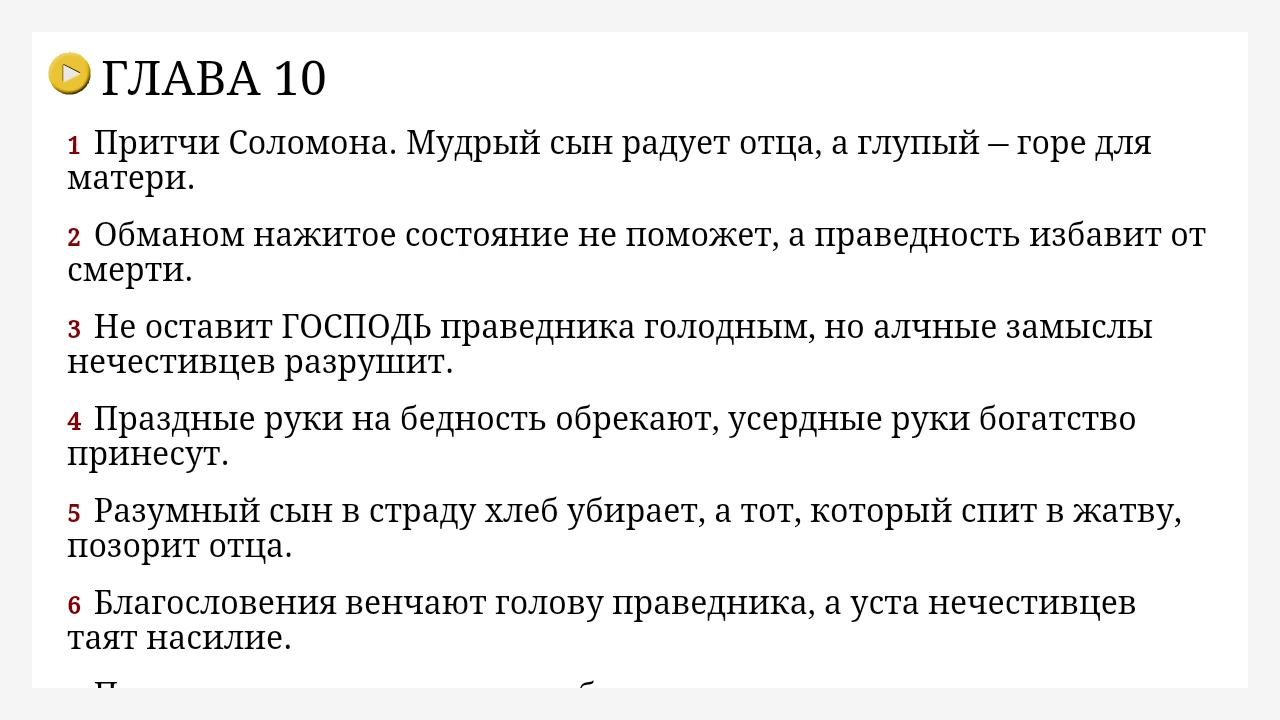 ГЛАВА 10
1 Притчи Соломона. Мудрый сын радует отца, а глупый – горе для
матери.
2 Обманом нажитое состояние не поможет, а праведность избавит от
смерти.
3 Не оставит ГОСПОДЬ праведника голодным, но алчные замыслы
нечестивцев разрушит.
4 Праздные руки на бедность обрекают, усердные руки богатство
принесут.
5 Разумный сын в страду хлеб убирает, а тот, который спит в жатву,
позорит отца.
6 Благословения венчают голову праведника, а уста нечестивцев
таят насилие.